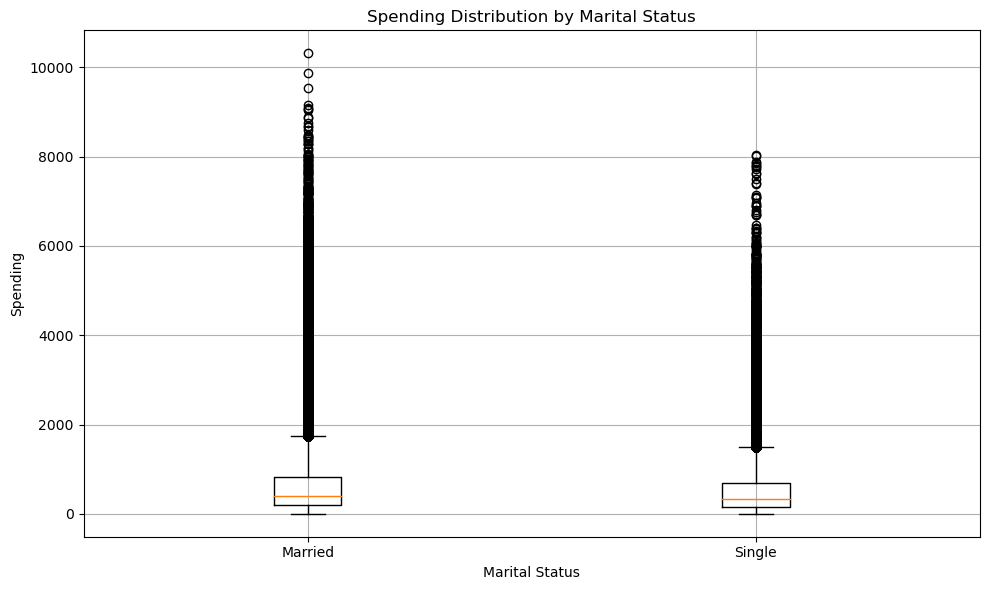 Spending Distribution by Marital Status
10000
8000
6000
4000
2000
0
Spending
Married
Single
Marital Status